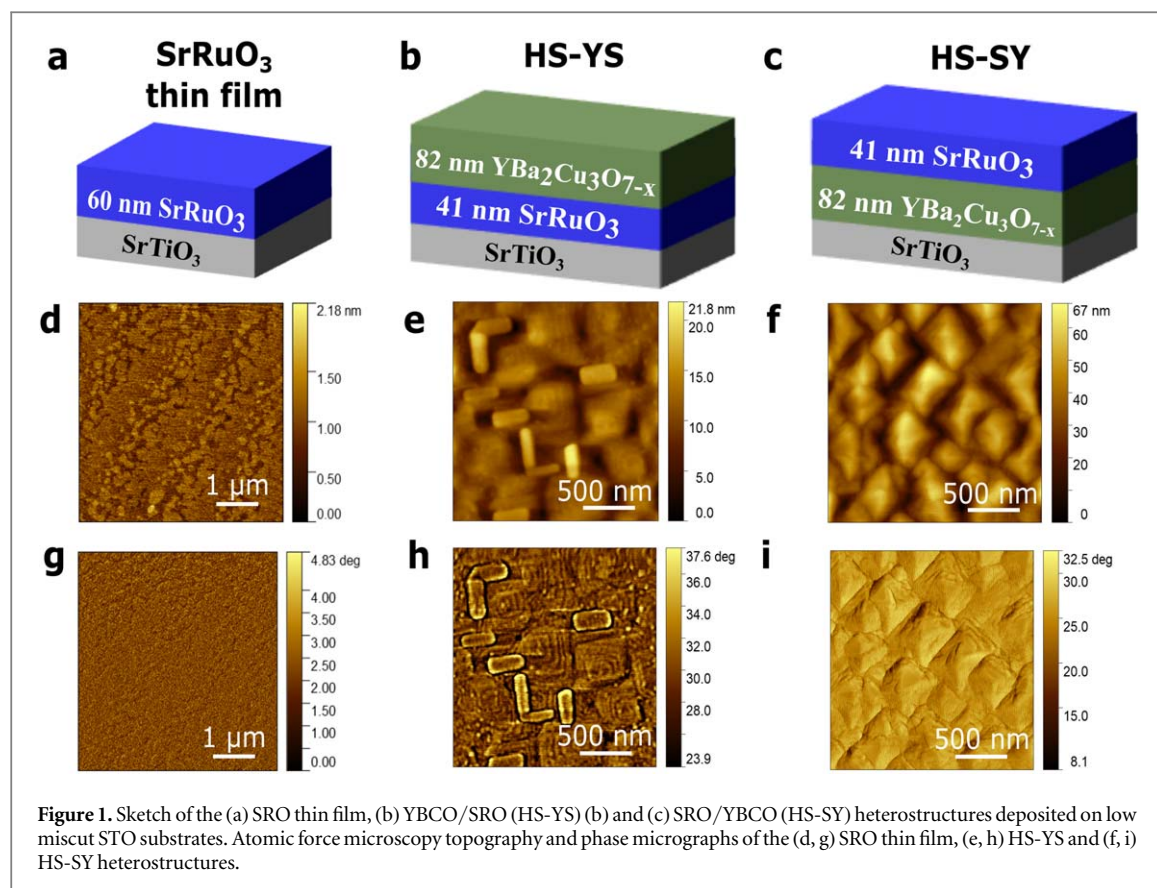 a
SrRuO3
thin film
b
HS-YS
c
HS-SY
60 nm SrRuO3
SrTiO3
82 nm YBa2Cu3O7-x
41 nm SrRuO3
SrTiO3
41 nm SrRuO3
82 nm YBa2Cu3O7-x
SrTiO3
d
1 µm
2.18 nm
1.50
1.00
0.50
0.00
e
500 nm
21.8 nm
20.0
15.0
10.0
5.0
0.0
f
500 nm
67 nm
60
50
40
30
20
0
g
1 µm
4.83 deg
4.00
3.50
3.00
2.50
2.00
1.50
1.00
0.00
h
500 nm
37.6 deg
36.0
34.0
32.0
30.0
28.0
23.9
i
500 nm
32.5 deg
30.0
25.0
20.0
15.0
8.1
Figure 1. Sketch of the (a) SRO thin film, (b) YBCO/SRO (HS-YS) (b) and (c) SRO/YBCO (HS-SY) heterostructures deposited on low
miscut STO substrates. Atomic force microscopy topography and phase micrographs of the (d, g) SRO thin film, (e, h) HS-YS and (f, i)
HS-SY heterostructures.